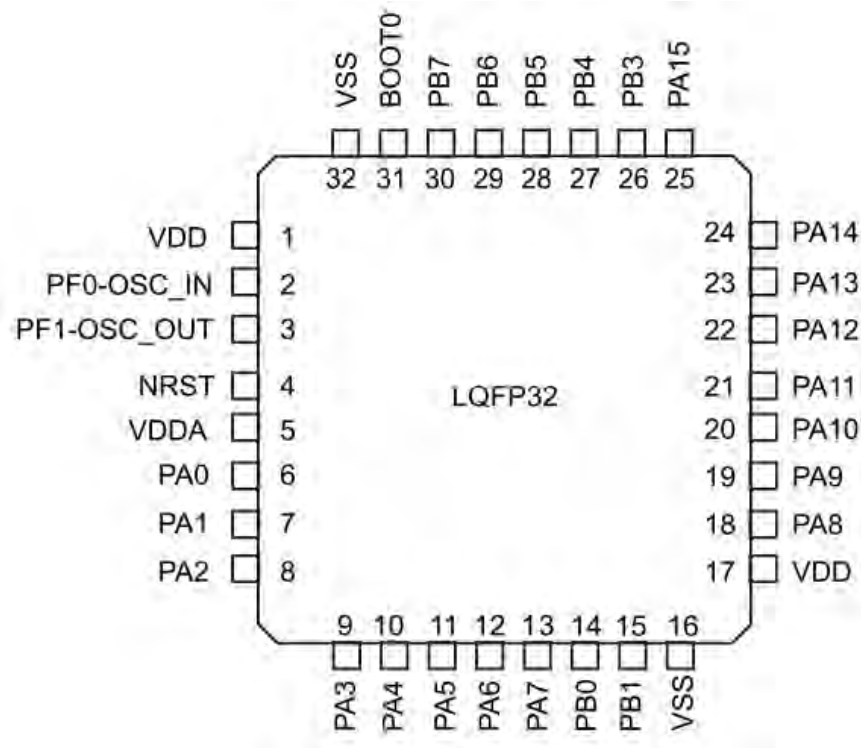 VSS BOOT0 PB7 PB6 PB5 PB4 PB3 PA15
32 31 30 29 28 27 26 25
VDD 1 24 PA14
PF0-OSC_IN 2 23 PA13
PF1-OSC_OUT 3 22 PA12
NRST 4 LQFP32 21 PA11
VDDA 5 20 PA10
PA0 6 19 PA9
PA1 7 18 PA8
PA2 8 17 VDD
9 10 11 12 13 14 15 16
PA3 PA4 PA5 PA6 PA7 PB0 PB1 VSS